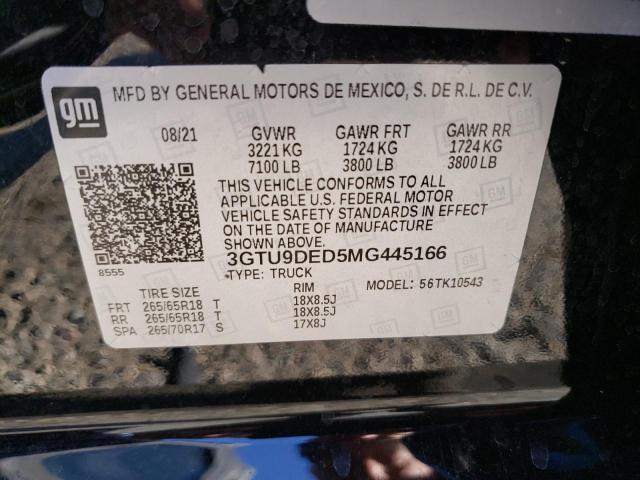 gm MFD BY GENERAL MOTORS DE MEXICO, S. DE R.L. DE C.V.
08/21 GVWR GAWR FRT GAWR RR
3221 KG 1724 KG 1724 KG
7100 LB 3800 LB 3800 LB
THIS VEHICLE CONFORMS TO ALL
APPLICABLE U.S. FEDERAL MOTOR
VEHICLE SAFETY STANDARDS IN EFFECT
ON THE DATE OF MANUFACTURE
SHOWN ABOVE.
8555
3GTU9DED5MG445166
TYPE: TRUCK MODEL: 56TK10543
TIRE SIZE RIM
FRT 265/65R18 T 18X8.5J
RR 265/65R18 T 18X8.5J
SPA 265/70R17 S 17X8J